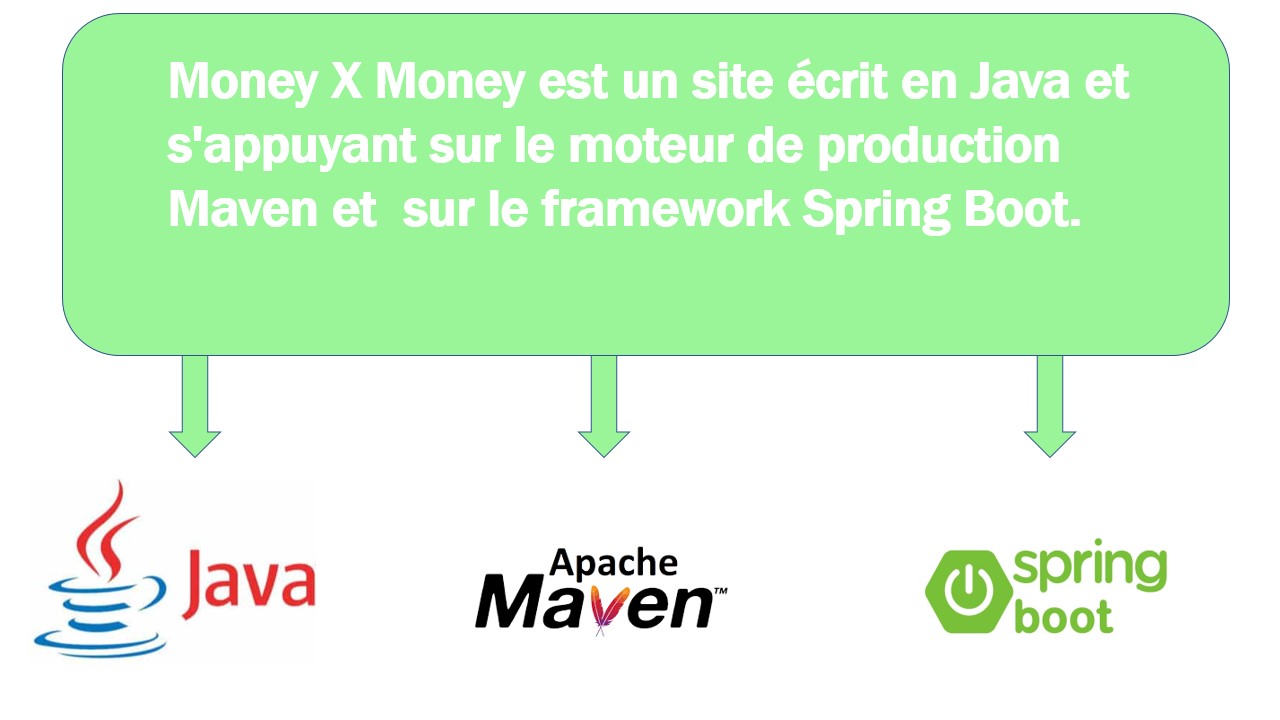 Money X Money est un site écrit en Java et
s'appuyant sur le moteur de production
Maven et  sur le framework Spring Boot.
Java
Apache
Maven™
spring
boot